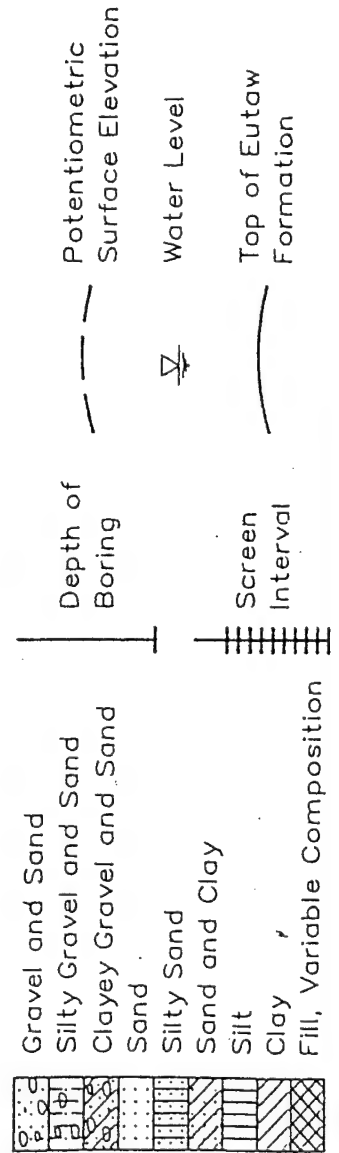 Gravel and Sand
Silty Gravel and Sand
Clayey Gravel and Sand
Sand
Silty Sand
Sand and Clay
Silt
Clay
Fill, Variable Composition
Depth of
Boring
Screen
Interval
Potentiometric
Surface Elevation
Water Level
Top of Eutaw
Formation